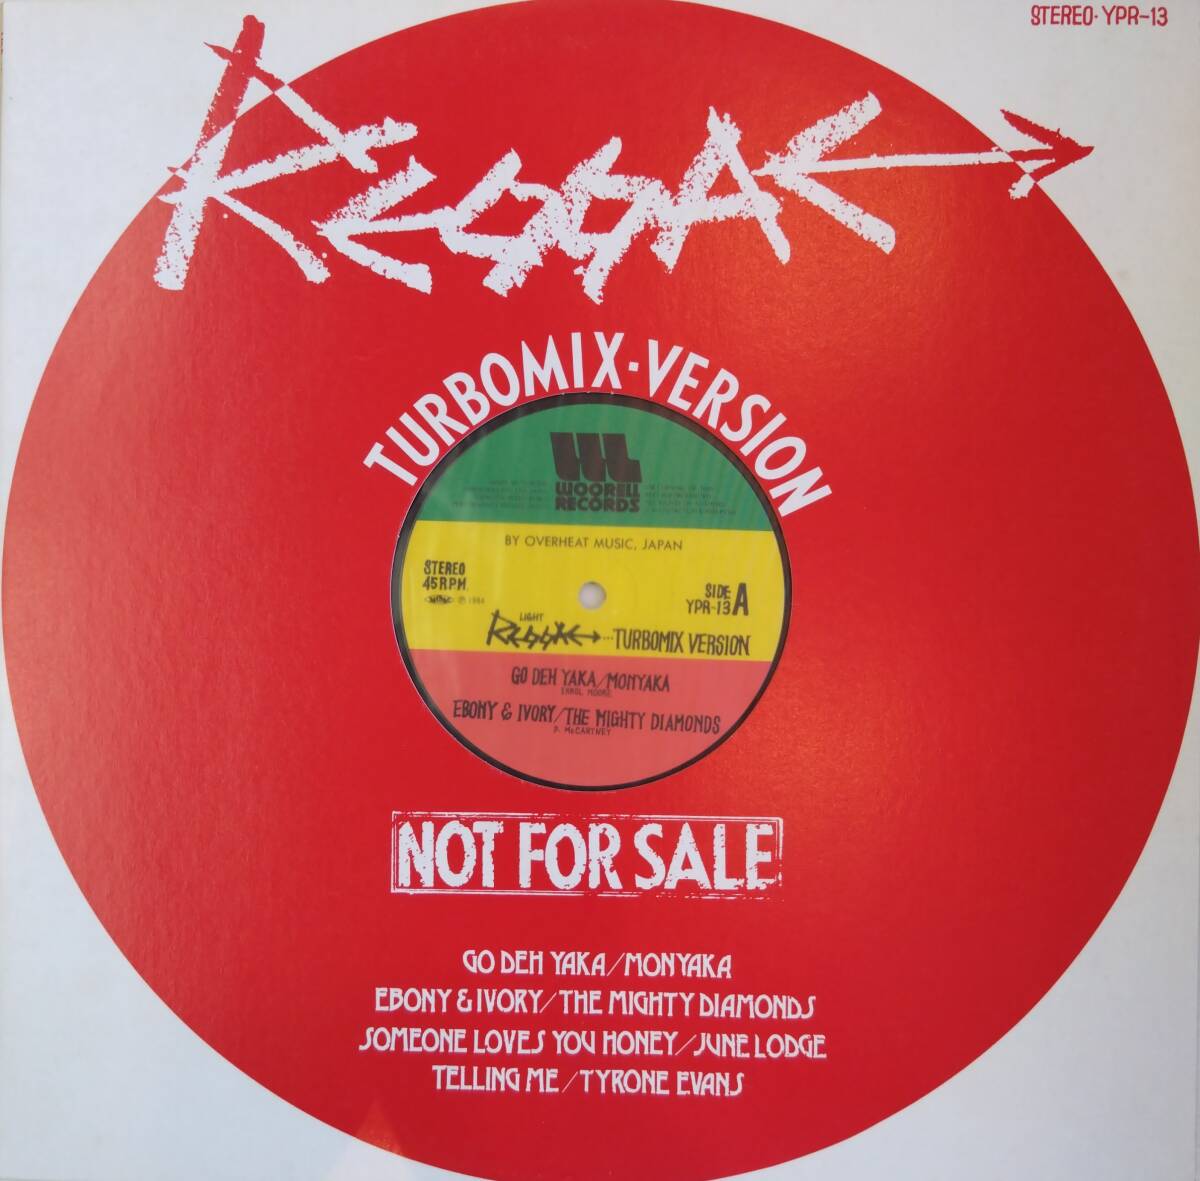 STEREO·YPR-13
REGGAE
TURBOMIX·VERSION
WOORELL
RECORDS
BY OVERHEAT MUSIC, JAPAN
STEREO
45RPM
SIDE A
YPR-13
℗ 1984
LIGHT
REGGAE ...TURBOMIX VERSION
GO DEH YAKA/MONYAKA
ERROL MOORE
EBONY & IVORY/THE MIGHTY DIAMONDS
P. McCARTNEY
NOT FOR SALE
GO DEH YAKA/MONYAKA
EBONY & IVORY/THE MIGHTY DIAMONDS
SOMEONE LOVES YOU HONEY/JUNE LODGE
TELLING ME/TYRONE EVANS